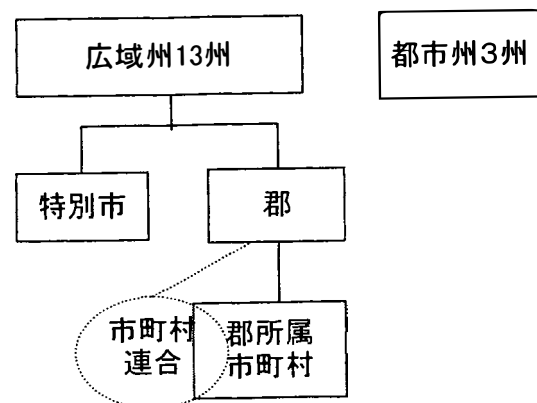 広域州13州
都市州3州
特別市
郡
市町村
連合
郡所属
市町村